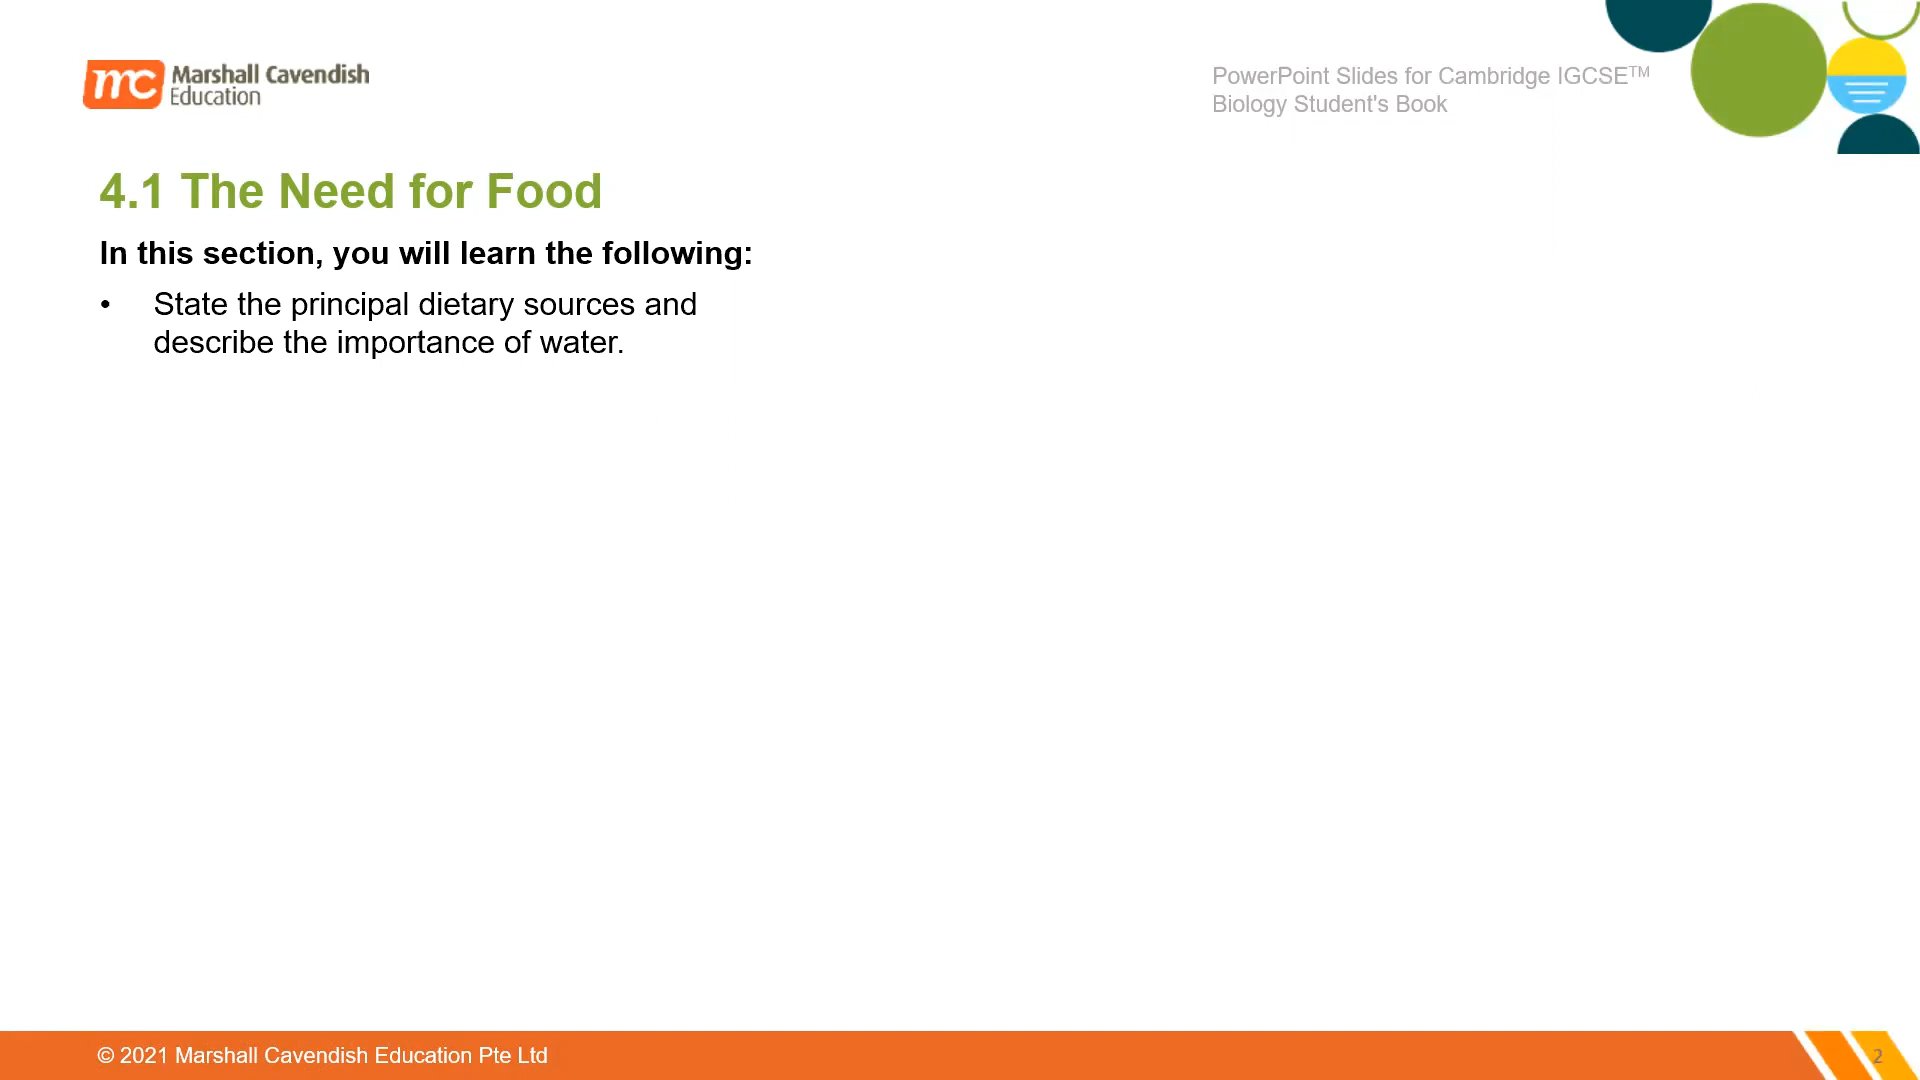 mc Marshall Cavendish
Education
PowerPoint Slides for Cambridge IGCSE™
Biology Student's Book
4.1 The Need for Food
In this section, you will learn the following:
• State the principal dietary sources and
describe the importance of water.
© 2021 Marshall Cavendish Education Pte Ltd
2